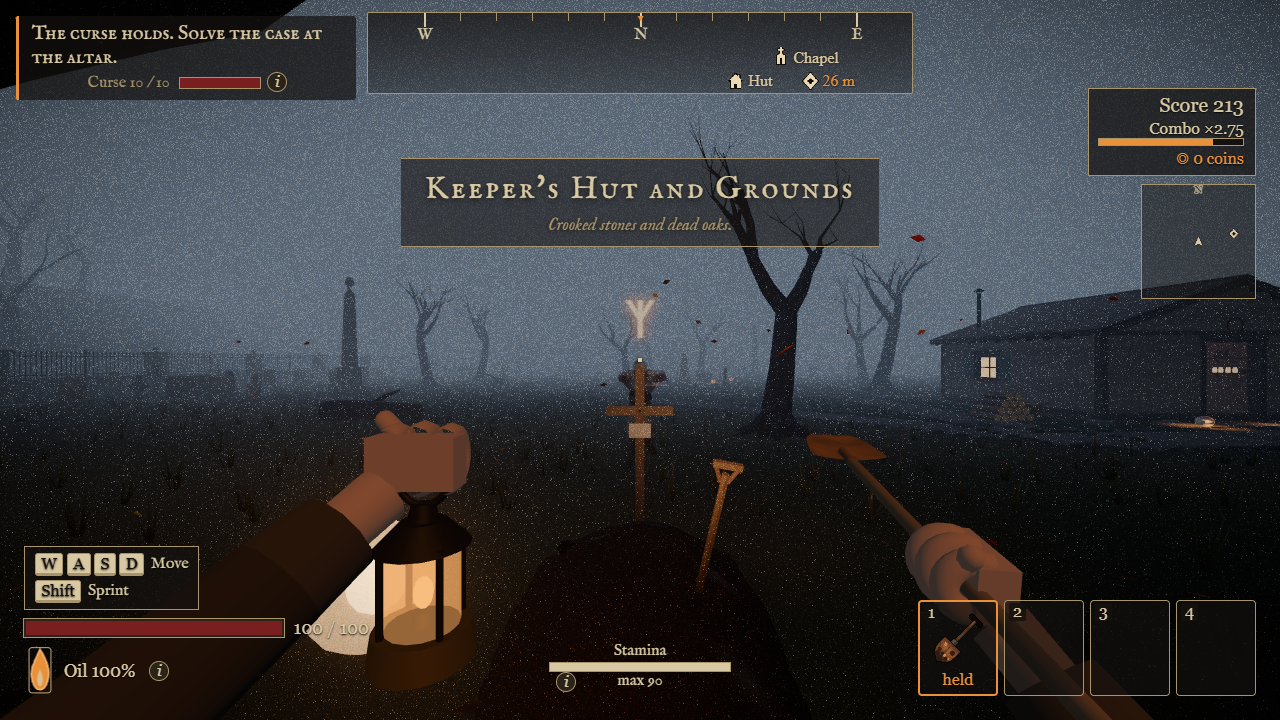 The curse holds. Solve the case at
the altar.
Curse 10/10 i
W N E
Chapel
Hut 26 m
Score 213
Combo ×2.75
0 coins
N
Keeper's Hut and Grounds
Crooked stones and dead oaks.
W A S D Move
Shift Sprint
100 / 100
Oil 100% i
Stamina
i max 90
1 2 3 4
held